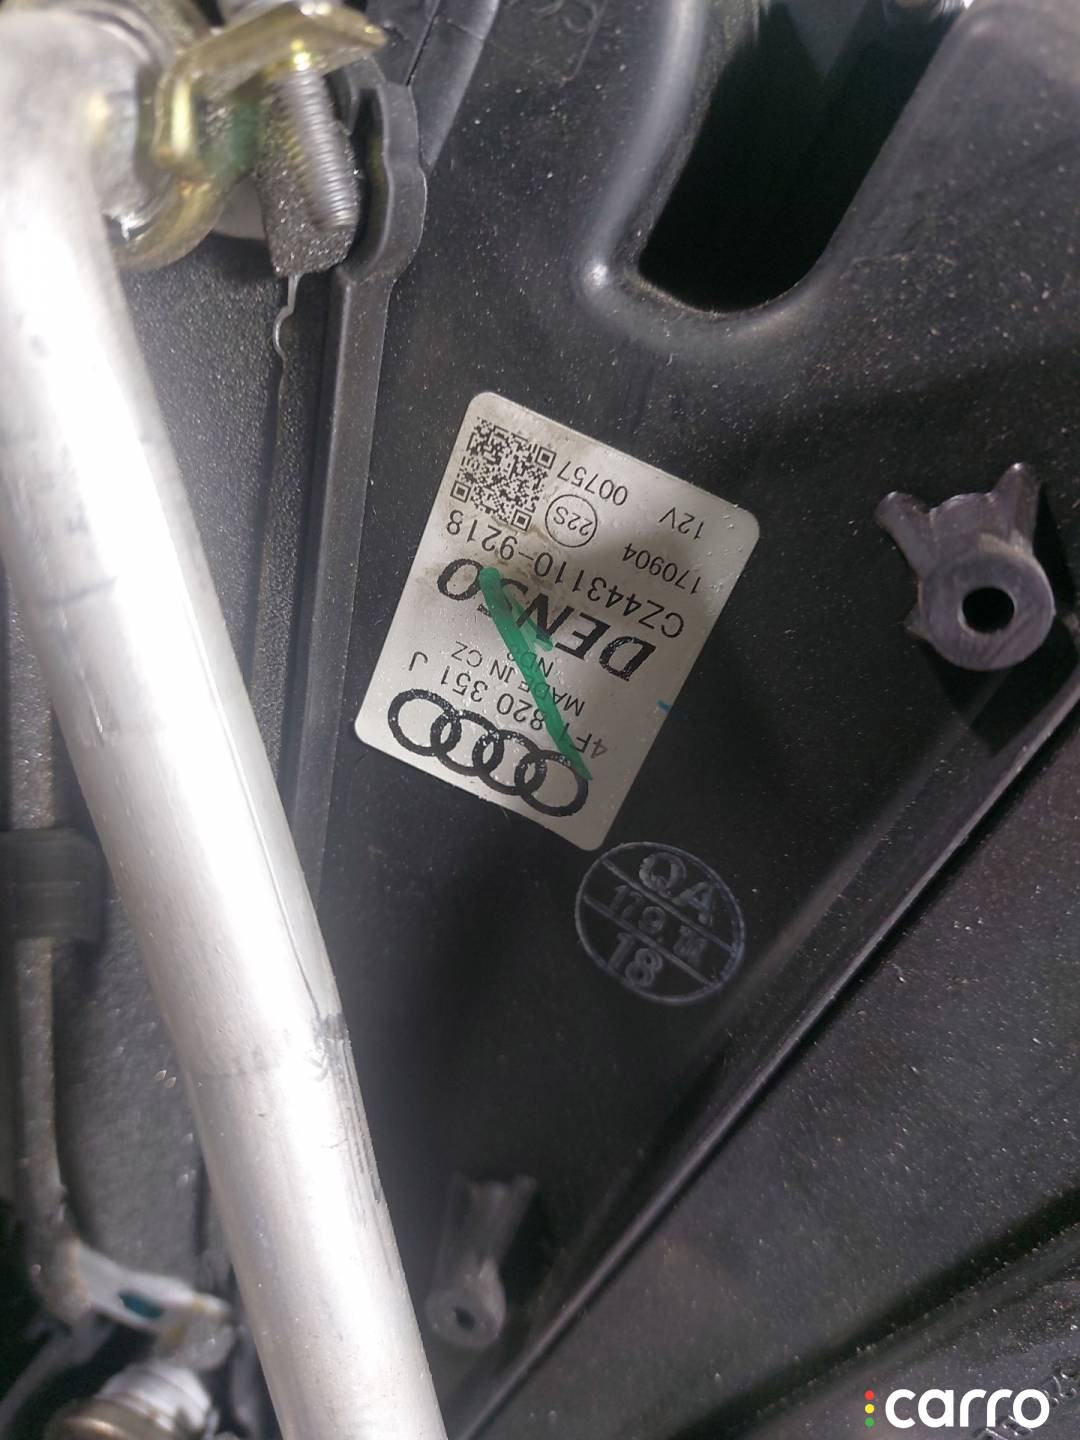 4F1 820 351 J
MADE IN CZ
DENSO
CZ443110-9218
170904
22S
12V
00757
QA
18
carro